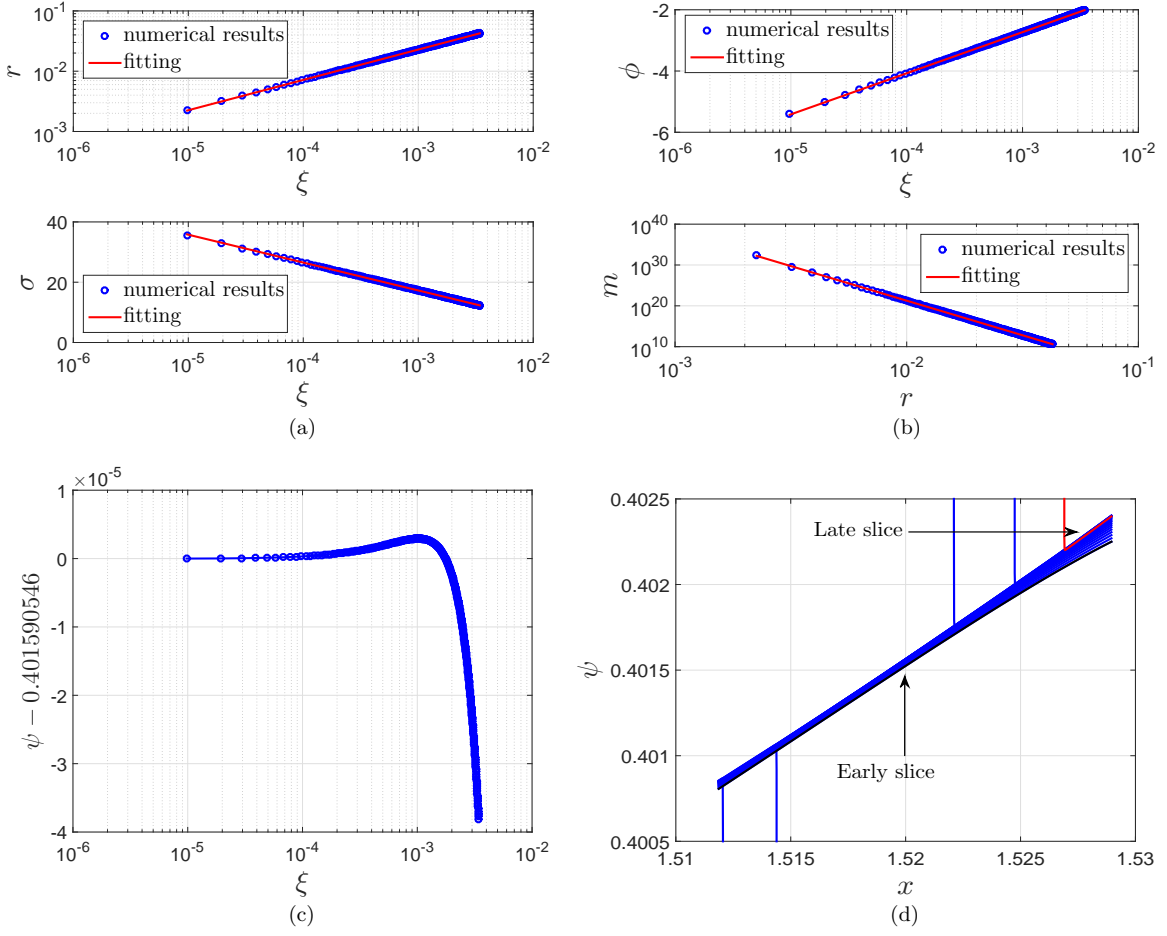 10^-1
10^-2
10^-3
r
numerical results
fitting
10^-6 10^-5 10^-4 10^-3 10^-2
ξ
-2
-4
-6
ϕ
numerical results
fitting
10^-6 10^-5 10^-4 10^-3 10^-2
ξ
40
20
0
σ
numerical results
fitting
10^-6 10^-5 10^-4 10^-3 10^-2
ξ
(a)
10^40
10^30
10^20
10^10
m
numerical results
fitting
10^-3 10^-2 10^-1
r
(b)
×10^-5
1
0
-1
-2
-3
-4
ψ − 0.401590546
10^-6 10^-5 10^-4 10^-3 10^-2
ξ
(c)
0.4025
0.402
0.4015
0.401
0.4005
ψ
Late slice
Early slice
1.51 1.515 1.52 1.525 1.53
x
(d)